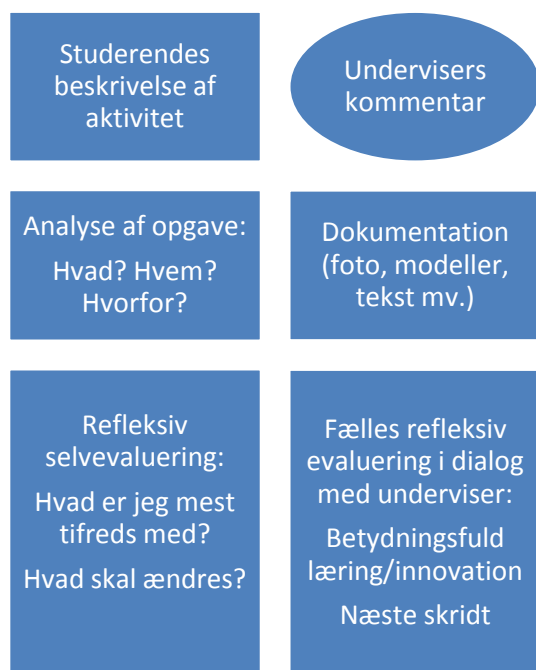 Studerendes
beskrivelse af
aktivitet
Undervisers
kommentar
Analyse af opgave:
Hvad? Hvem?
Hvorfor?
Dokumentation
(foto, modeller,
tekst mv.)
Refleksiv
selvevaluering:
Hvad er jeg mest
tifreds med?
Hvad skal ændres?
Fælles refleksiv
evaluering i dialog
med underviser:
Betydningsfuld
læring/innovation
Næste skridt